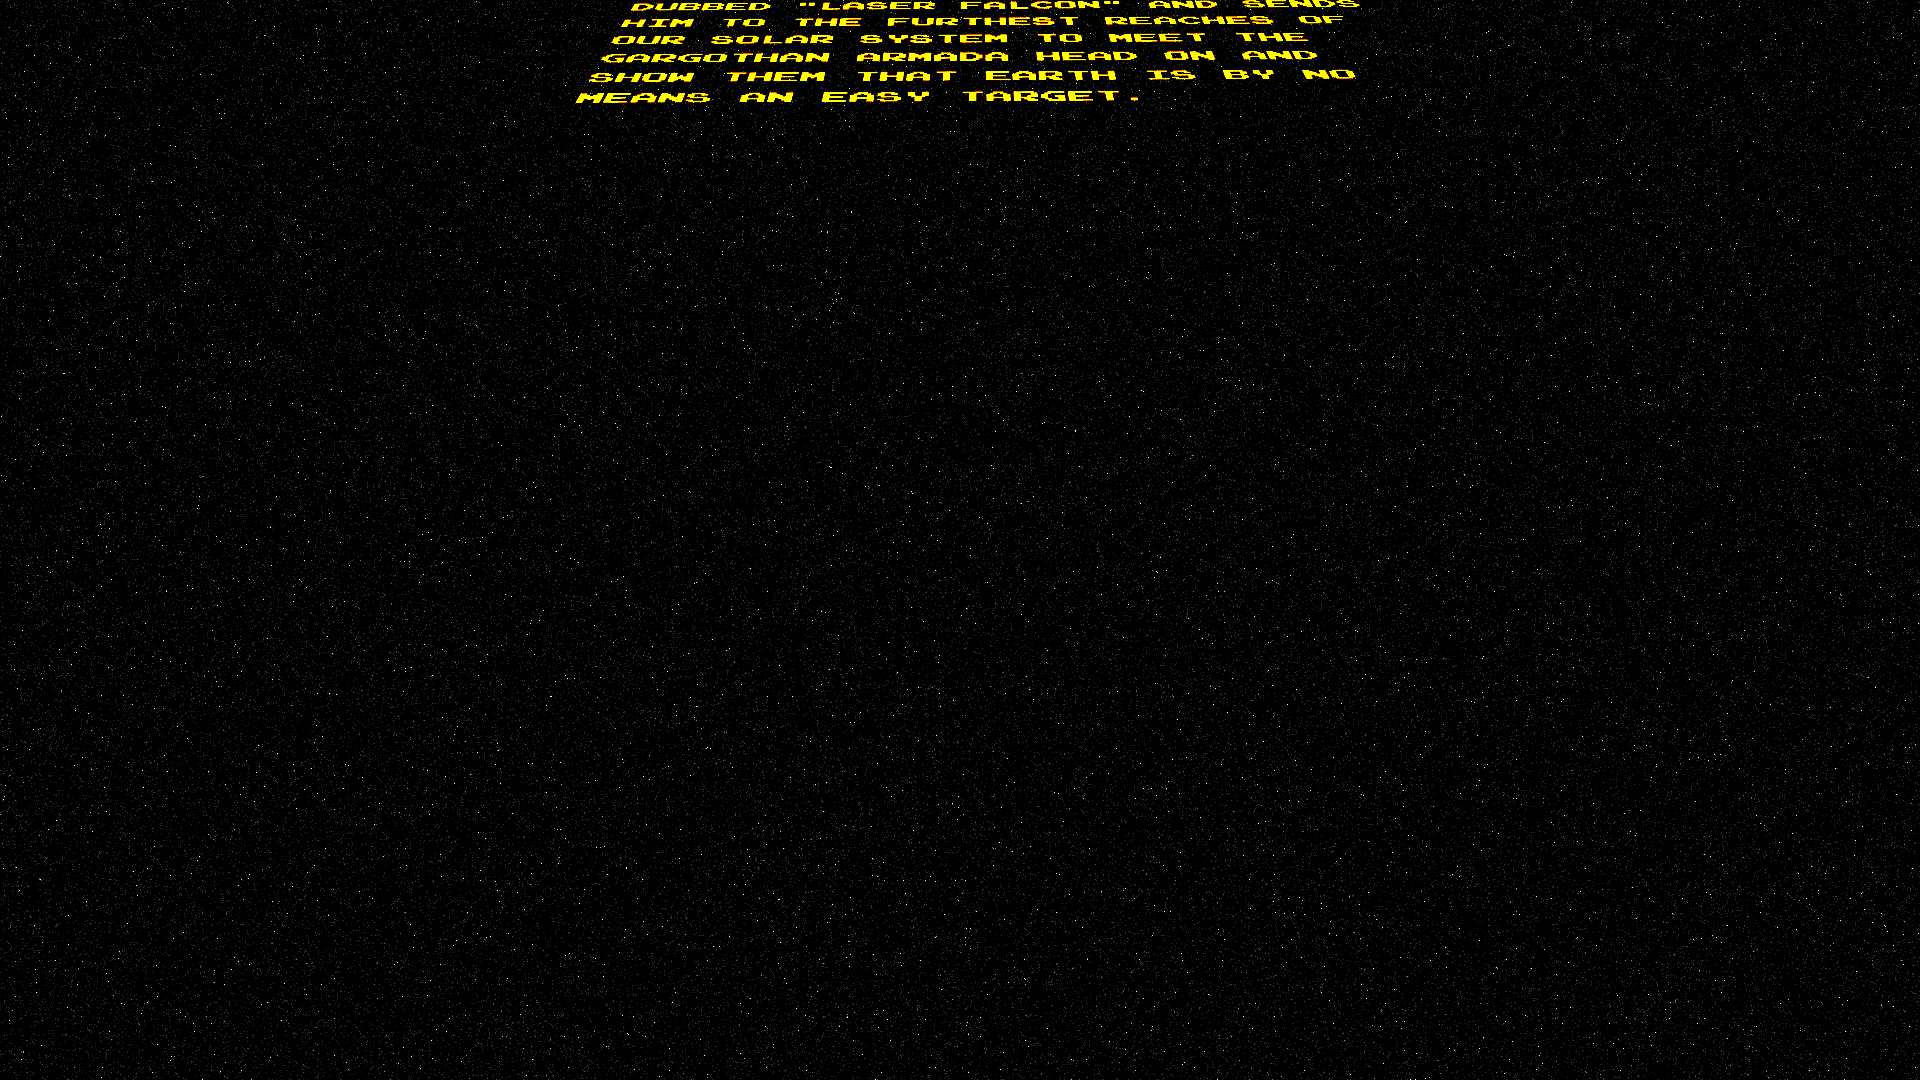 DUBBED "LASER FALCON" AND SENDS
HIM TO THE FURTHEST REACHES OF
OUR SOLAR SYSTEM TO MEET THE
GARGOTHAN ARMADA HEAD ON AND
SHOW THEM THAT EARTH IS BY NO
MEANS AN EASY TARGET.